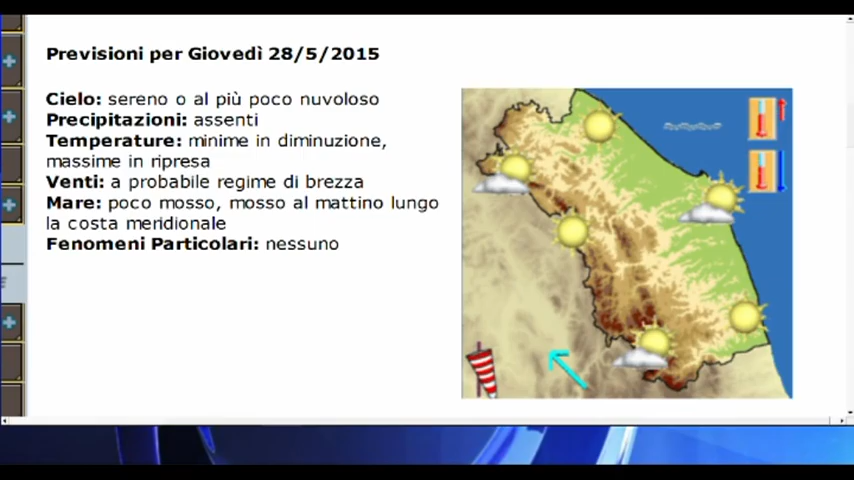 Previsioni per Giovedì 28/5/2015
Cielo: sereno o al più poco nuvoloso
Precipitazioni: assenti
Temperature: minime in diminuzione,
massime in ripresa
Venti: a probabile regime di brezza
Mare: poco mosso, mosso al mattino lungo
la costa meridionale
Fenomeni Particolari: nessuno